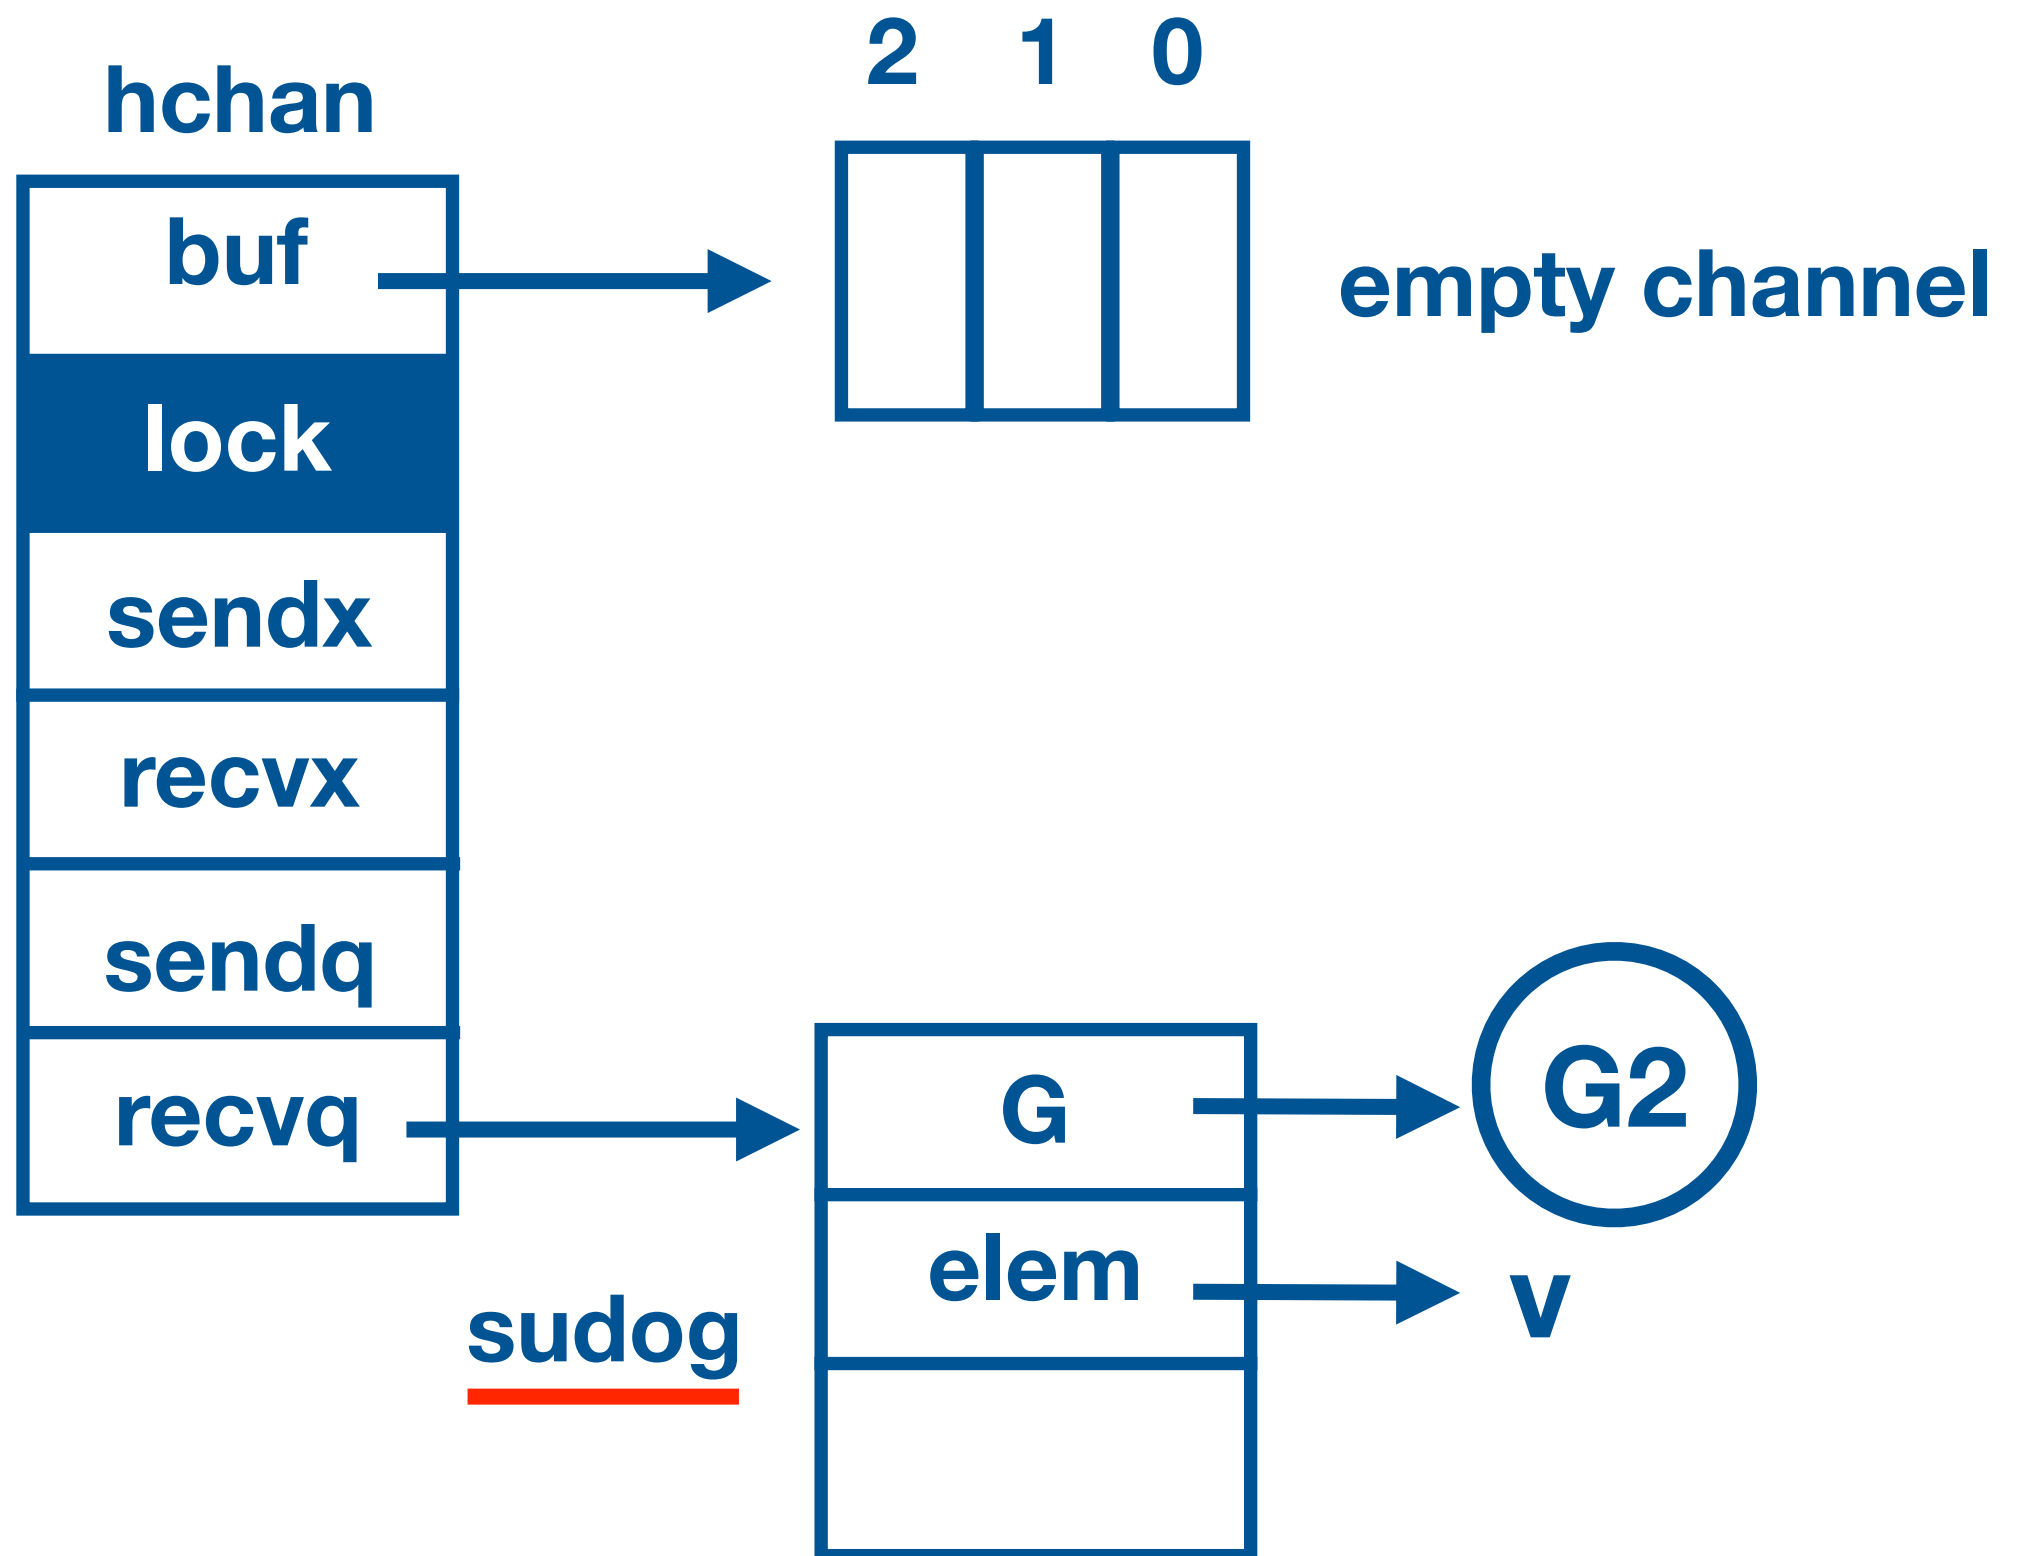 2 1 0
hchan
buf
empty channel
lock
sendx
recvx
sendq
recvq
G
G2
elem
v
sudog